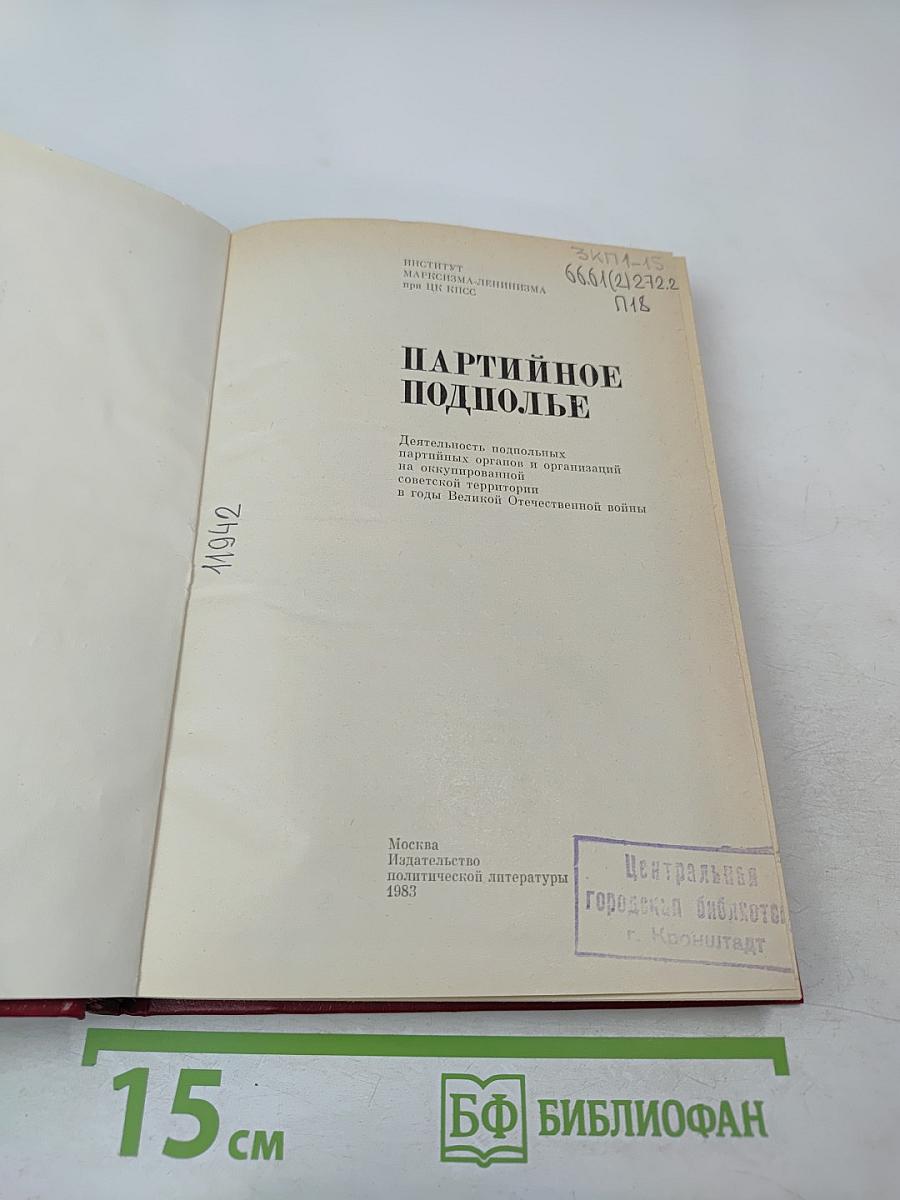 ИНСТИТУТ
МАРКСИЗМА-ЛЕНИНИЗМА
при ЦК КПСС
3КП1-15
66.61(2)272.2
П18
ПАРТИЙНОЕ
ПОДПОЛЬЕ
Деятельность подпольных
партийных органов и организаций
на оккупированной
советской территории
в годы Великой Отечественной войны
11942
Москва
Издательство
политической литературы
1983
Центральная
городская библиотек
г. Кронштадт
15 см
БФ БИБЛИОФАН